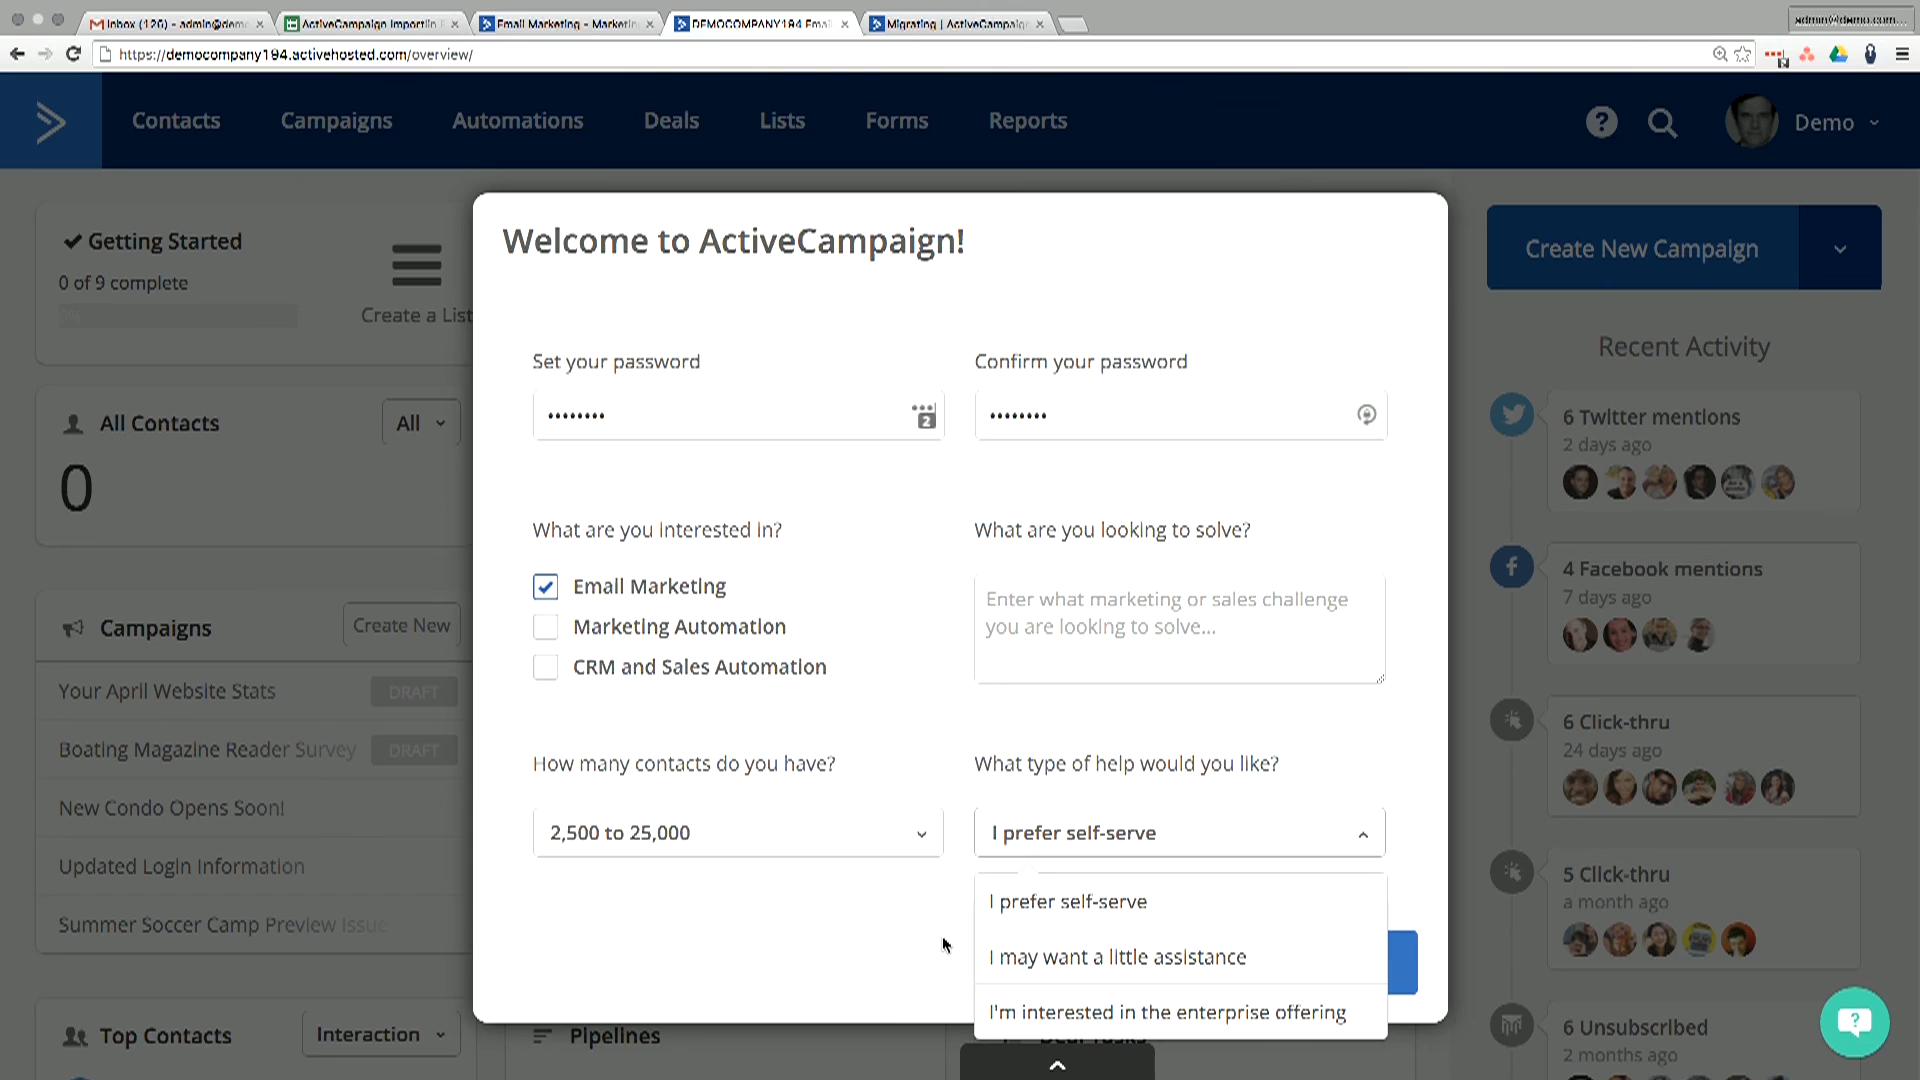 Inbox (126) - admin@demo
ActiveCampaign Importin
Email Marketing - Marketin
DEMOCOMPANY194 Emai
Migrating | ActiveCampaign
admin@demo.com...
https://democompany194.activehosted.com/overview/
Contacts
Campaigns
Automations
Deals
Lists
Forms
Reports
Demo
Getting Started
0 of 9 complete
0%
Create a List
All Contacts
All
0
Campaigns
Create New
Your April Website Stats
DRAFT
Boating Magazine Reader Survey
DRAFT
New Condo Opens Soon!
Updated Login Information
Summer Soccer Camp Preview Issue
Top Contacts
Interaction
Pipelines
Welcome to ActiveCampaign!
Set your password
Confirm your password
2
What are you interested in?
What are you looking to solve?
Email Marketing
Marketing Automation
CRM and Sales Automation
Enter what marketing or sales challenge
you are looking to solve...
How many contacts do you have?
What type of help would you like?
2,500 to 25,000
I prefer self-serve
I prefer self-serve
I may want a little assistance
I'm interested in the enterprise offering
Create New Campaign
Recent Activity
6 Twitter mentions
2 days ago
4 Facebook mentions
7 days ago
6 Click-thru
24 days ago
5 Click-thru
a month ago
6 Unsubscribed
2 months ago